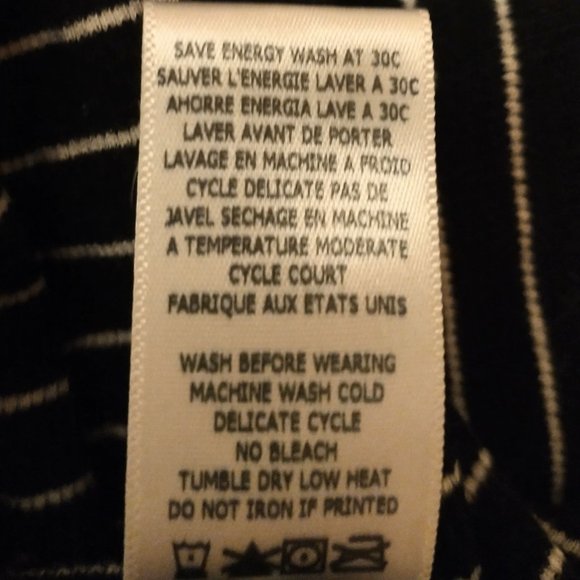 SAVE ENERGY WASH AT 30C
SAUVER L'ENERGIE LAVER A 30C
AHORRE ENERGIA LAVE A 30C
LAVER AVANT DE PORTER
LAVAGE EN MACHINE A FROID
CYCLE DELICATE PAS DE
JAVEL SECHAGE EN MACHINE
A TEMPERATURE MODERATE
CYCLE COURT
FABRIQUE AUX ETATS UNIS
WASH BEFORE WEARING
MACHINE WASH COLD
DELICATE CYCLE
NO BLEACH
TUMBLE DRY LOW HEAT
DO NOT IRON IF PRINTED